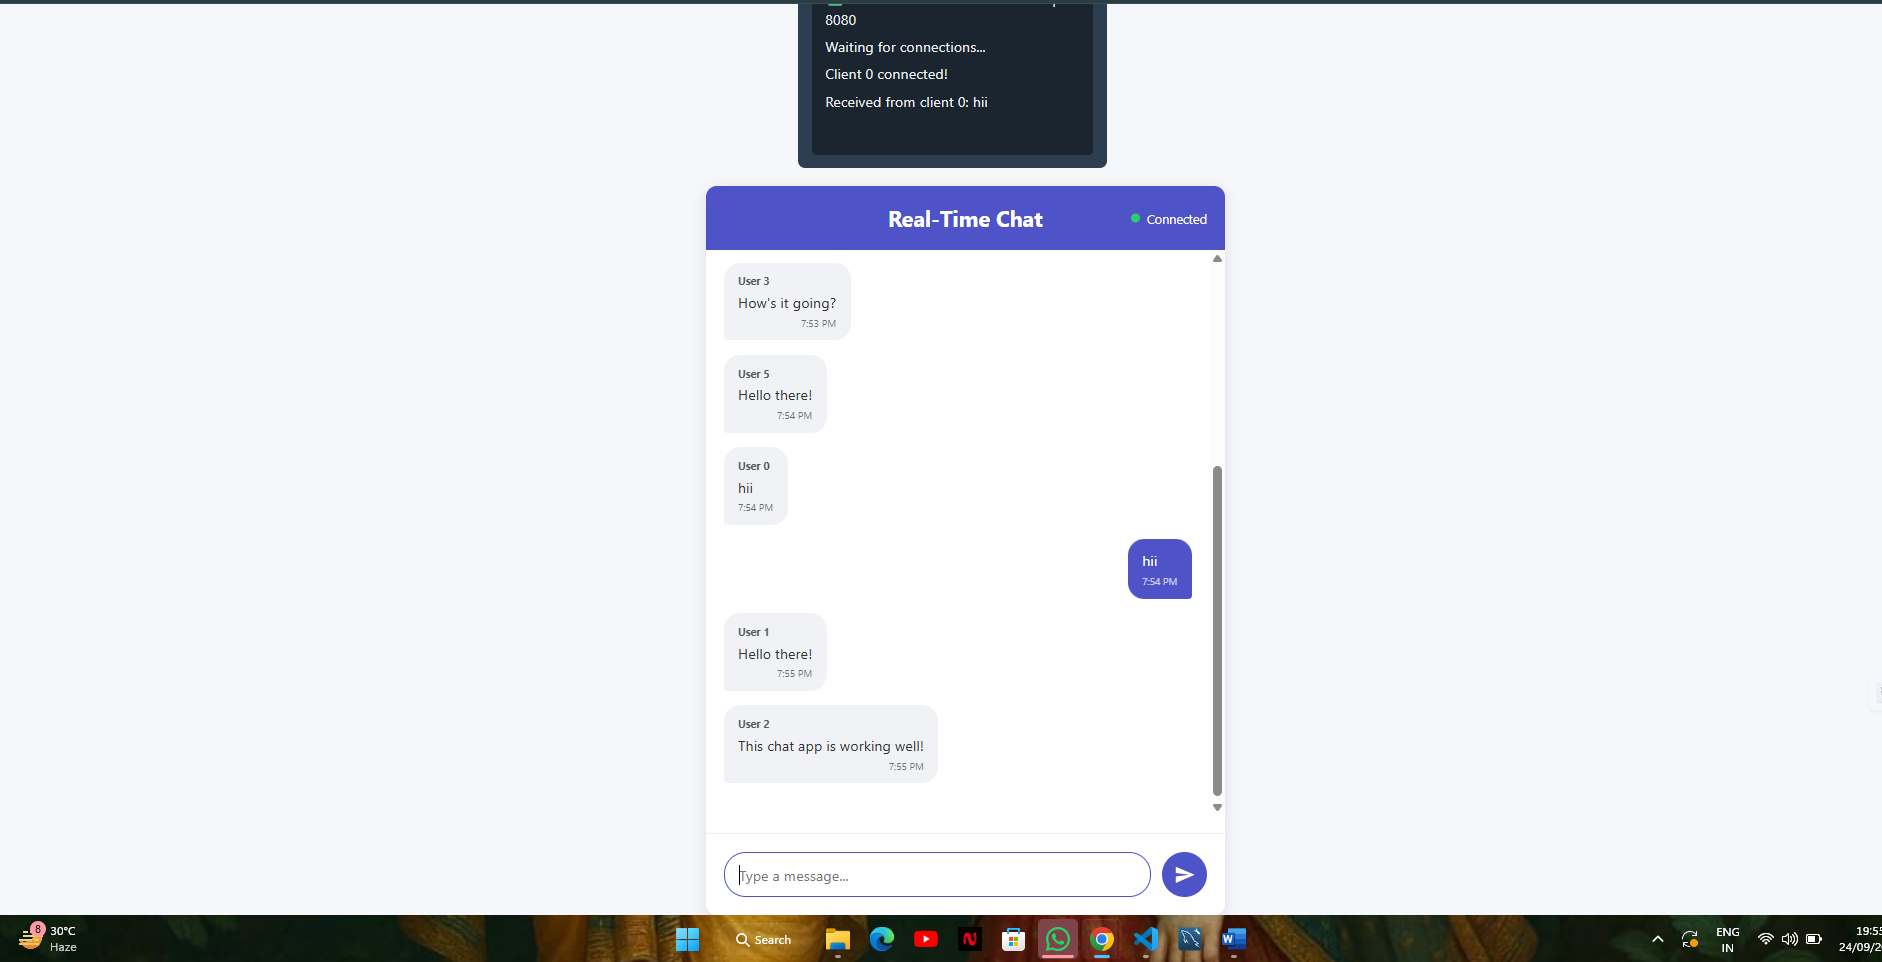 8080
Waiting for connections...
Client 0 connected!
Received from client 0: hii
Real-Time Chat
Connected
User 3
How's it going?
7:53 PM
User 5
Hello there!
7:54 PM
User 0
hii
7:54 PM
hii
7:54 PM
User 1
Hello there!
7:55 PM
User 2
This chat app is working well!
7:55 PM
Type a message...
8
30°C
Haze
Search
N
W
ENG
IN
19:55
24/09/2